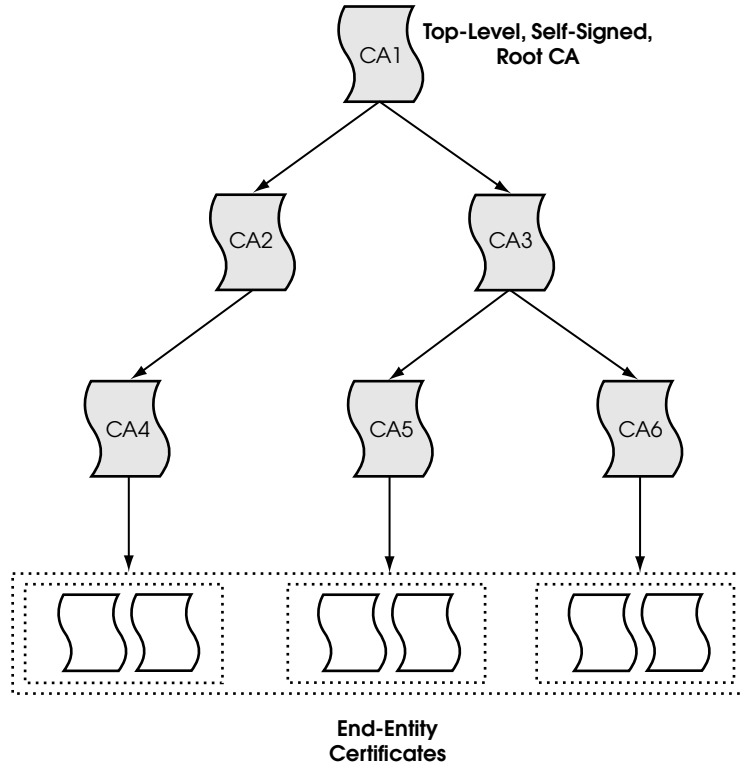 CA1
Top-Level, Self-Signed,
Root CA
CA2
CA3
CA4
CA5
CA6
End-Entity
Certificates